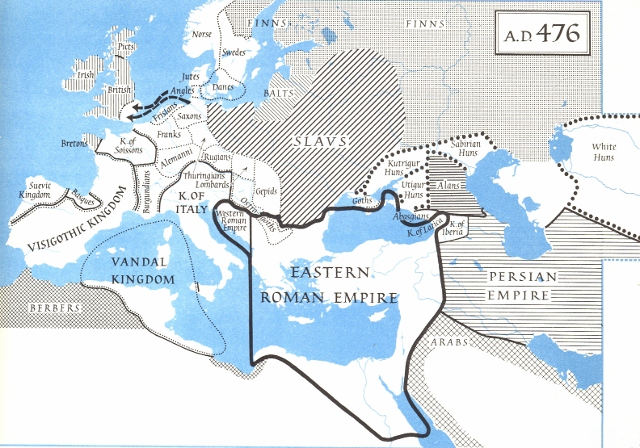 FINNS
FINNS
A.D. 476
Norse
Swedes
Picts
Irish
British
Jutes
Angles
Danes
BALTS
Frisians
Saxons
Franks
SLAVS
Bretons
K. of
Soissons
Alemanni
Rugians
Thuringians
Lombards
Gepids
Burgundians
K. OF
ITALY
Suevic
Kingdom
Basques
VISIGOTHIC KINGDOM
Western
Roman
Empire
Goths
Kutrigur
Huns
Utigur
Huns
Sabirian
Huns
Alans
White
Huns
Abasgians
K. of Lazica
K. of
Iberia
VANDAL
KINGDOM
EASTERN
ROMAN EMPIRE
PERSIAN
EMPIRE
BERBERS
ARABS